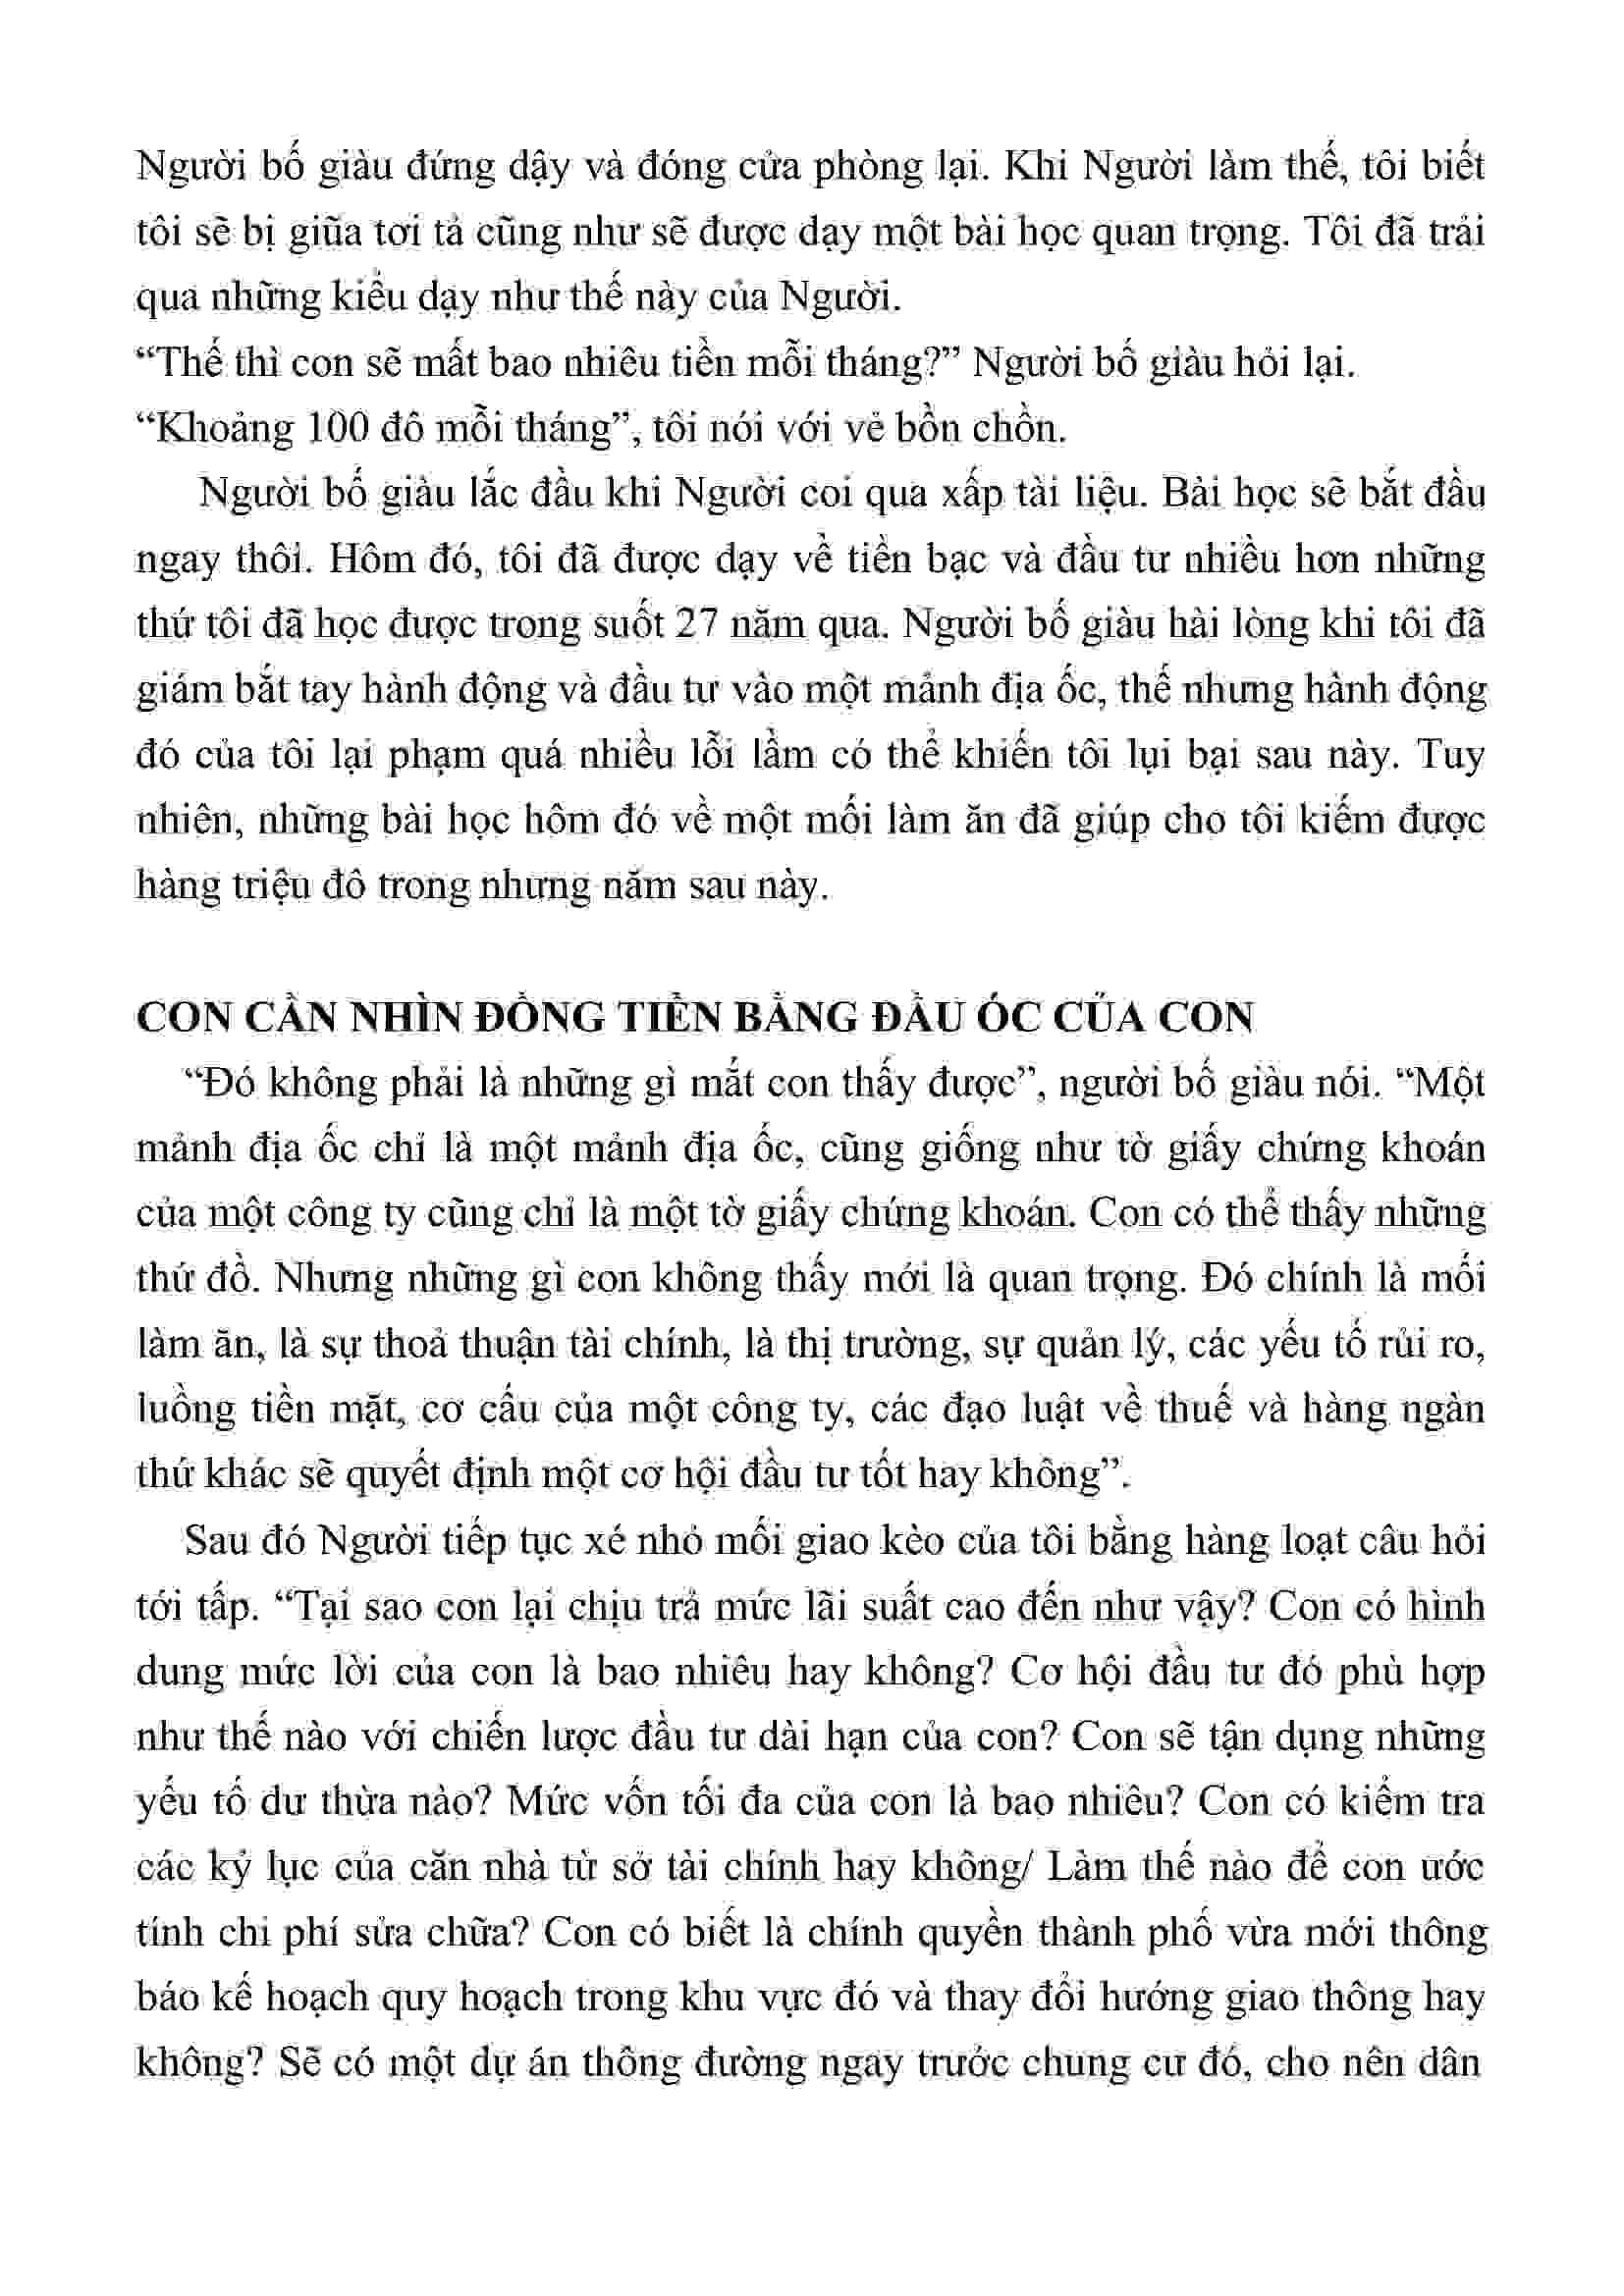 Người bố giàu đứng dậy và đóng cửa phòng lại. Khi Người làm thế, tôi biết
tôi sẽ bị giũa tơi tả cũng như sẽ được dạy một bài học quan trọng. Tôi đã trải
qua những kiểu dạy như thế này của Người.
“Thế thì con sẽ mất bao nhiêu tiền mỗi tháng?” Người bố giàu hỏi lại.
“Khoảng 100 đô mỗi tháng”, tôi nói với vẻ bồn chồn.
Người bố giàu lắc đầu khi Người coi qua xấp tài liệu. Bài học sẽ bắt đầu
ngay thôi. Hôm đó, tôi đã được dạy về tiền bạc và đầu tư nhiều hơn những
thứ tôi đã học được trong suốt 27 năm qua. Người bố giàu hài lòng khi tôi đã
giám bắt tay hành động và đầu tư vào một mảnh địa ốc, thế nhưng hành động
đó của tôi lại phạm quá nhiều lỗi lầm có thể khiến tôi lụi bại sau này. Tuy
nhiên, những bài học hôm đó về một mối làm ăn đã giúp cho tôi kiếm được
hàng triệu đô trong nhưng năm sau này.
CON CẦN NHÌN ĐỒNG TIỀN BẰNG ĐẦU ÓC CỦA CON
“Đó không phải là những gì mắt con thấy được”, người bố giàu nói. “Một
mảnh địa ốc chỉ là một mảnh địa ốc, cũng giống như tờ giấy chứng khoán
của một công ty cũng chỉ là một tờ giấy chứng khoán. Con có thể thấy những
thứ đồ. Nhưng những gì con không thấy mới là quan trọng. Đó chính là mối
làm ăn, là sự thoả thuận tài chính, là thị trường, sự quản lý, các yếu tố rủi ro,
luồng tiền mặt, cơ cấu của một công ty, các đạo luật về thuế và hàng ngàn
thứ khác sẽ quyết định một cơ hội đầu tư tốt hay không”.
Sau đó Người tiếp tục xé nhỏ mối giao kèo của tôi bằng hàng loạt câu hỏi
tới tấp. “Tại sao con lại chịu trả mức lãi suất cao đến như vậy? Con có hình
dung mức lời của con là bao nhiêu hay không? Cơ hội đầu tư đó phù hợp
như thế nào với chiến lược đầu tư dài hạn của con? Con sẽ tận dụng những
yếu tố dư thừa nào? Mức vốn tối đa của con là bao nhiêu? Con có kiểm tra
các kỷ lục của căn nhà từ sở tài chính hay không/ Làm thế nào để con ước
tính chi phí sửa chữa? Con có biết là chính quyền thành phố vừa mới thông
báo kế hoạch quy hoạch trong khu vực đó và thay đổi hướng giao thông hay
không? Sẽ có một dự án thông đường ngay trước chung cư đó, cho nên dân